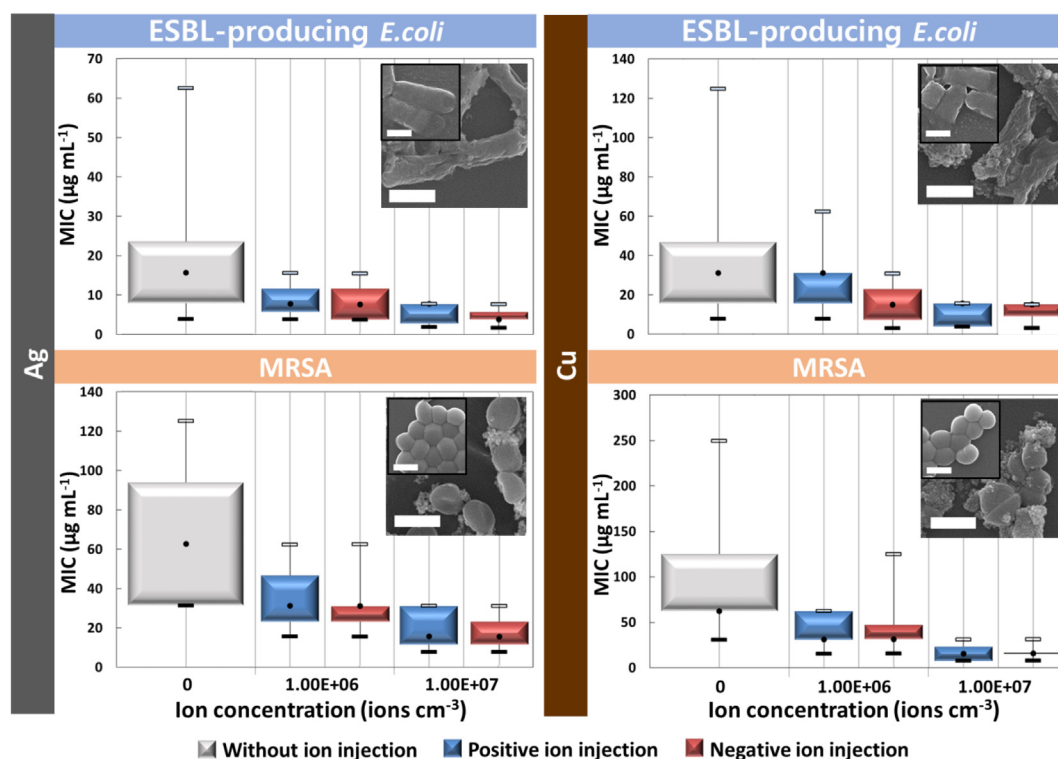 ESBL-producing E.coli
70
60
50
40
30
20
10
0
MIC (µg mL-1)
Ag
MRSA
140
120
100
80
60
40
20
0
MIC (µg mL-1)
0
1.00E+06
1.00E+07
Ion concentration (ions cm-3)
ESBL-producing E.coli
140
120
100
80
60
40
20
0
MIC (µg mL-1)
Cu
MRSA
300
250
200
150
100
50
0
MIC (µg mL-1)
0
1.00E+06
1.00E+07
Ion concentration (ions cm-3)
Without ion injection
Positive ion injection
Negative ion injection